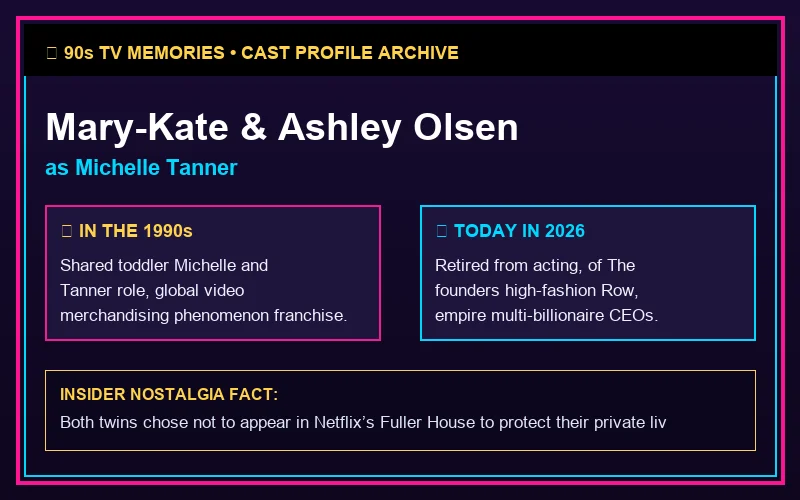 90s TV MEMORIES • CAST PROFILE ARCHIVE
Mary-Kate & Ashley Olsen
as Michelle Tanner
IN THE 1990s
Shared toddler Michelle and
Tanner role, global video
merchandising phenomenon franchise.
TODAY IN 2026
Retired from acting, of The
founders high-fashion Row,
empire multi-billionaire CEOs.
INSIDER NOSTALGIA FACT:
Both twins chose not to appear in Netflix’s Fuller House to protect their private liv